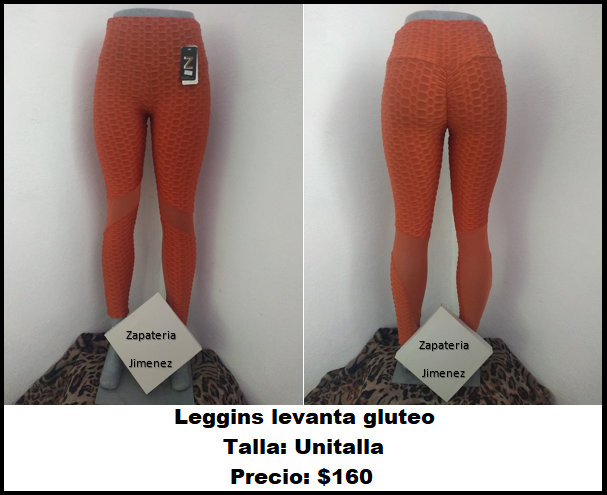 Zapateria
Jimenez
Zapateria
Jimenez
Leggins levanta gluteo
Talla: Unitalla
Precio: $160